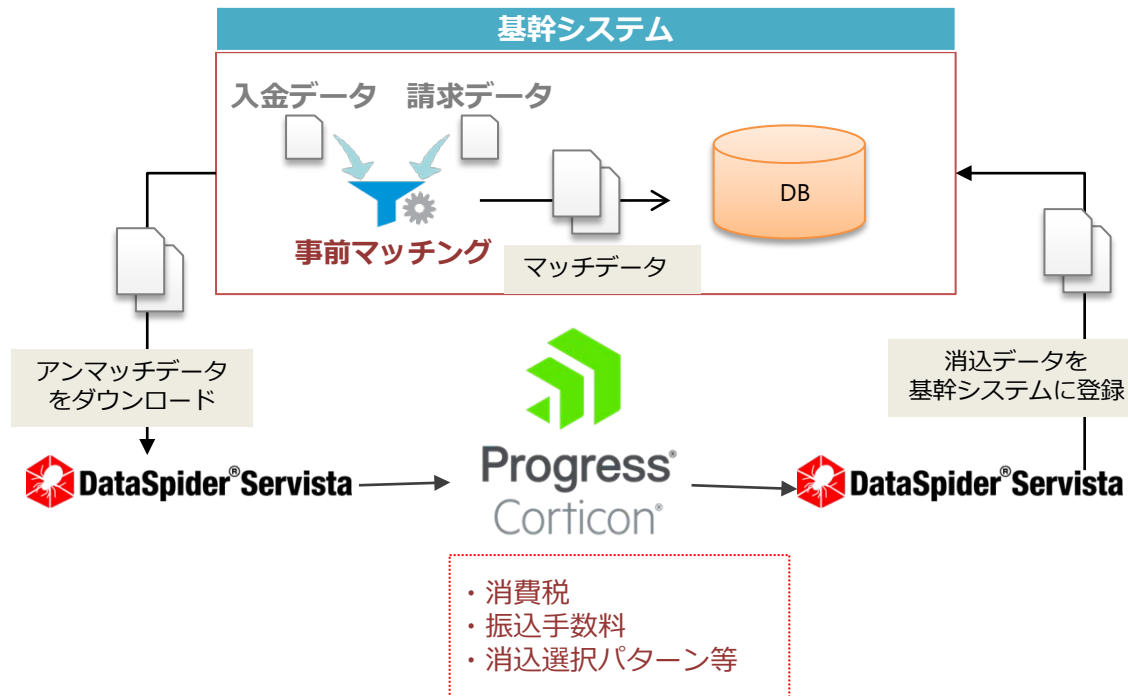 基幹システム
入金データ 請求データ
DB
事前マッチング
マッチデータ
アンマッチデータ
をダウンロード
消込データを
基幹システムに登録
DataSpider®Servista
Progress®
Corticon®
DataSpider®Servista
・消費税
・振込手数料
・消込選択パターン等